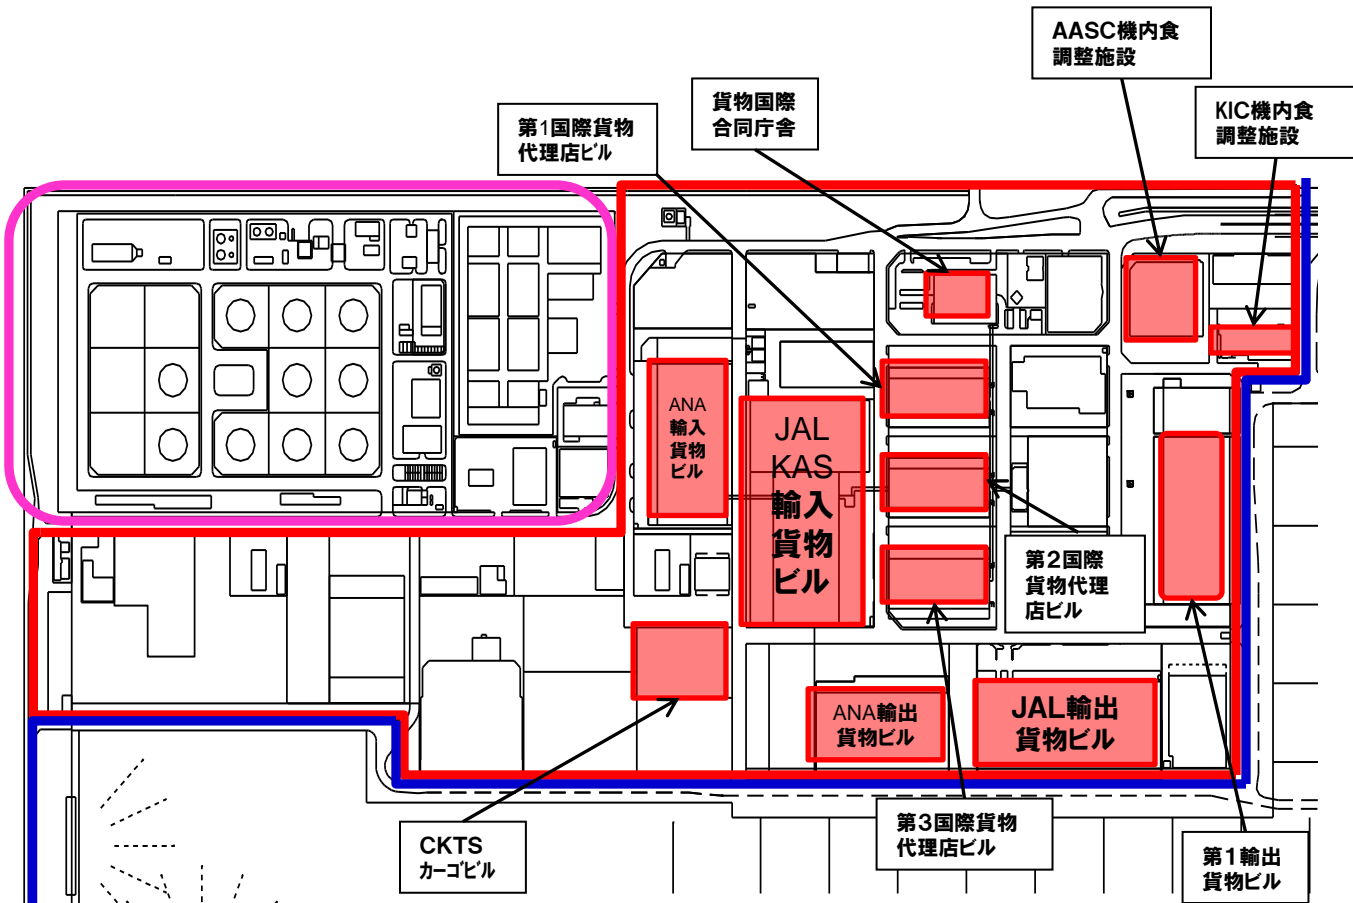 AASC機内食
調整施設
KIC機内食
調整施設
貨物国際
合同庁舎
第1国際貨物
代理店ビル
ANA
輸入
貨物
ビル
JAL
KAS
輸入
貨物
ビル
第2国際
貨物代理
店ビル
ANA輸出
貨物ビル
JAL輸出
貨物ビル
CKTS
カーゴビル
第3国際貨物
代理店ビル
第1輸出
貨物ビル